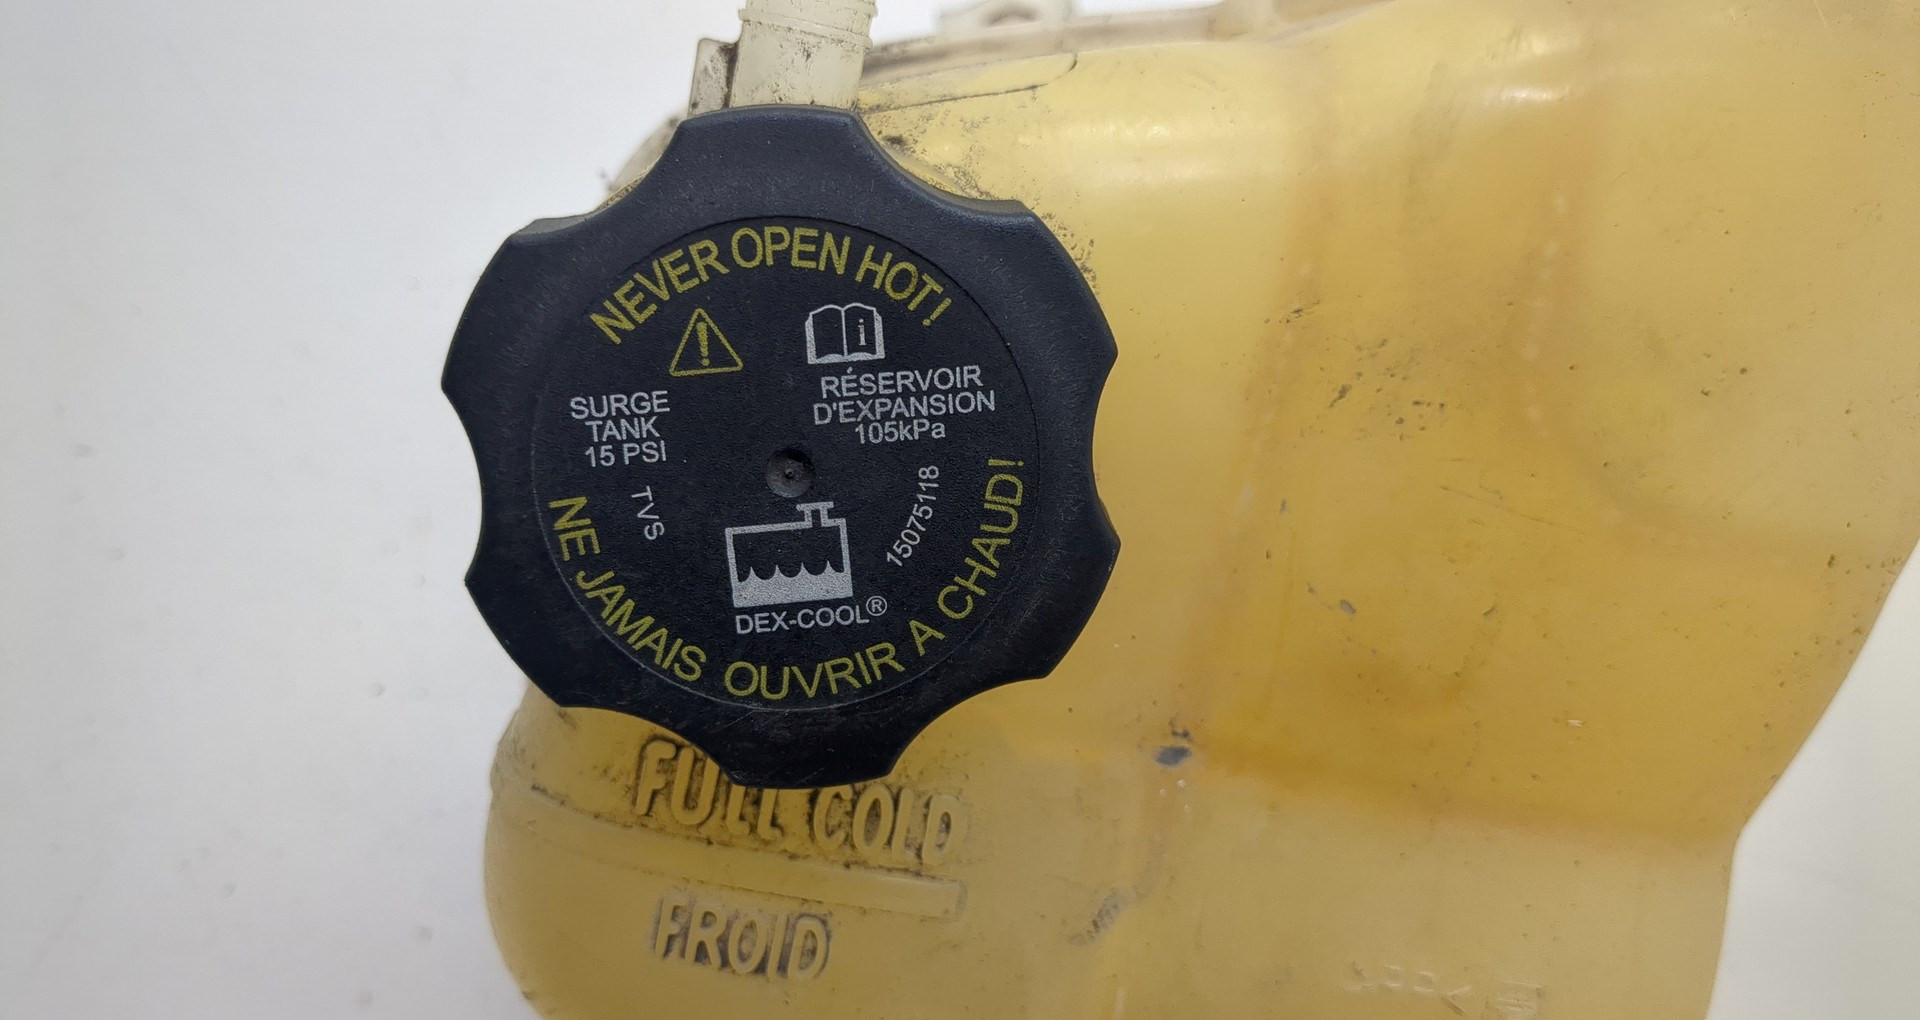 NEVER OPEN HOT!
SURGE
TANK
15 PSI
RÉSERVOIR
D'EXPANSION
105kPa
TVS
15075118
DEX-COOL®
NE JAMAIS OUVRIR A CHAUD!
FULL COLD
FROID